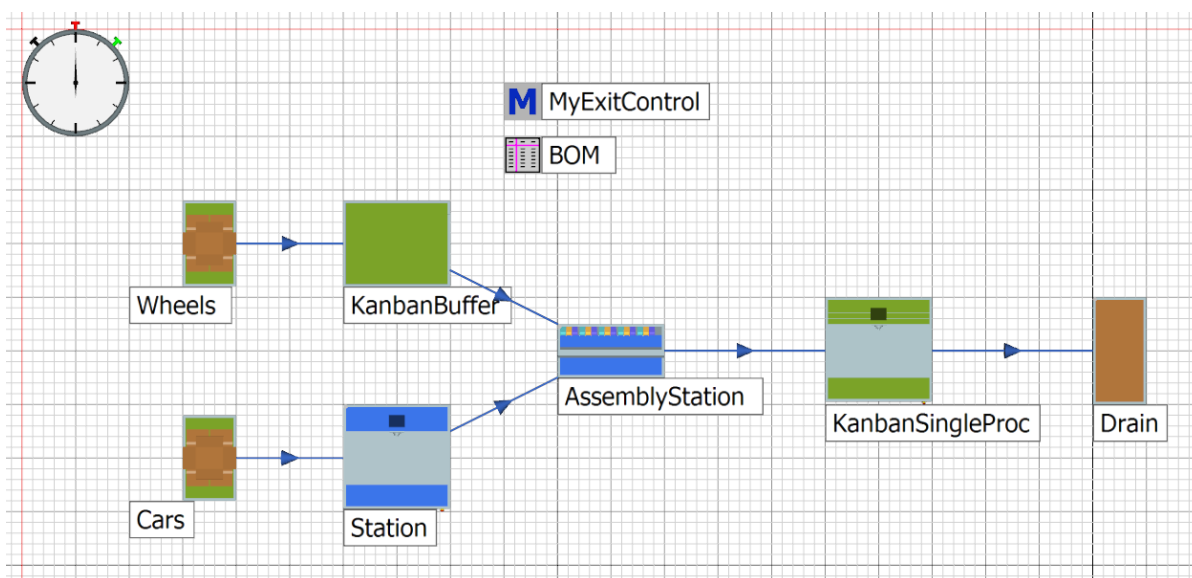 M MyExitControl
BOM
Wheels
KanbanBuffer
AssemblyStation
KanbanSingleProc
Drain
Cars
Station